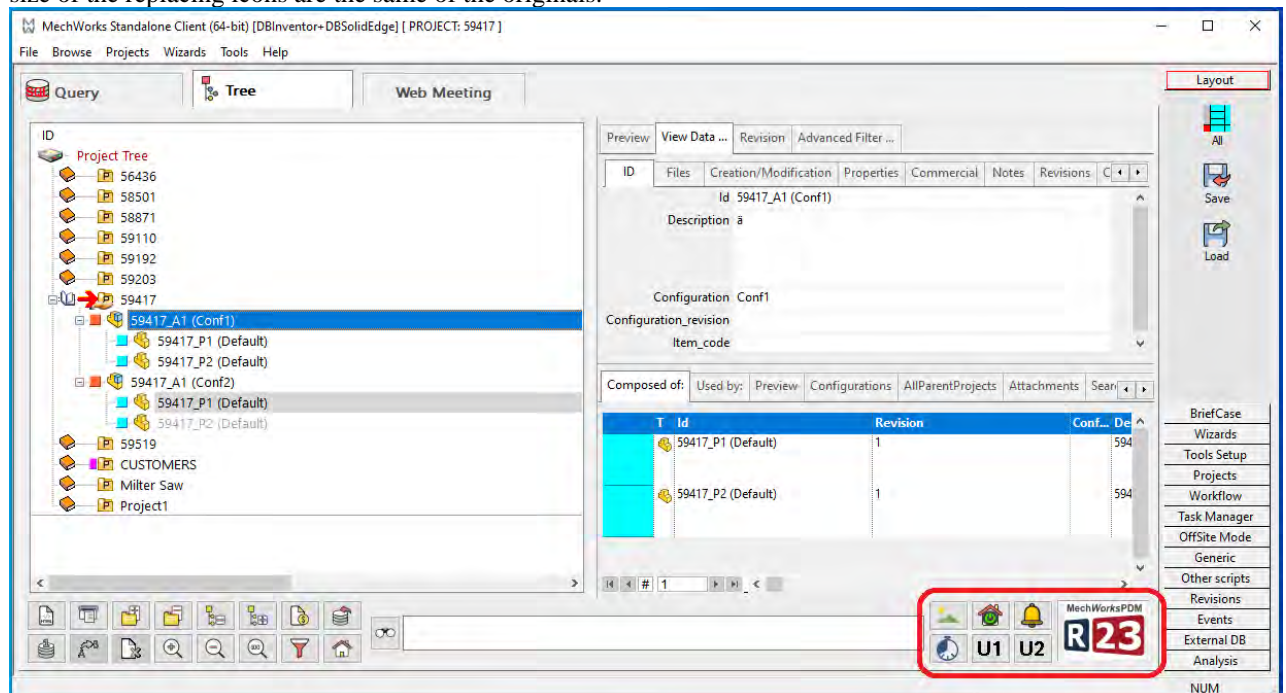 size of the replacing icons are the same of the originals.
MechWorks Standalone Client (64-bit) [DBInventor+DBSolidEdge] [ PROJECT: 59417 ]
File Browse Projects Wizards Tools Help
Query Tree Web Meeting
Layout
ID
Project Tree
P 56436
P 58501
P 58871
P 59110
P 59192
P 59203
P 59417
59417_A1 (Conf1)
59417_P1 (Default)
59417_P2 (Default)
59417_A1 (Conf2)
59417_P1 (Default)
59417_P2 (Default)
P 59519
P CUSTOMERS
P Milter Saw
P Project1
Preview View Data ... Revision Advanced Filter ...
ID Files Creation/Modification Properties Commercial Notes Revisions C
Id 59417_A1 (Conf1)
Description ä
Configuration Conf1
Configuration_revision
Item_code
Composed of: Used by: Preview Configurations AllParentProjects Attachments Sear
T Id Revision Conf... De
59417_P1 (Default) 1 594
59417_P2 (Default) 1 594
# 1
All
Save
Load
BriefCase
Wizards
Tools Setup
Projects
Workflow
Task Manager
OffSite Mode
Generic
Other scripts
Revisions
Events
External DB
Analysis
U1 U2
MechWorksPDM
R23
NUM